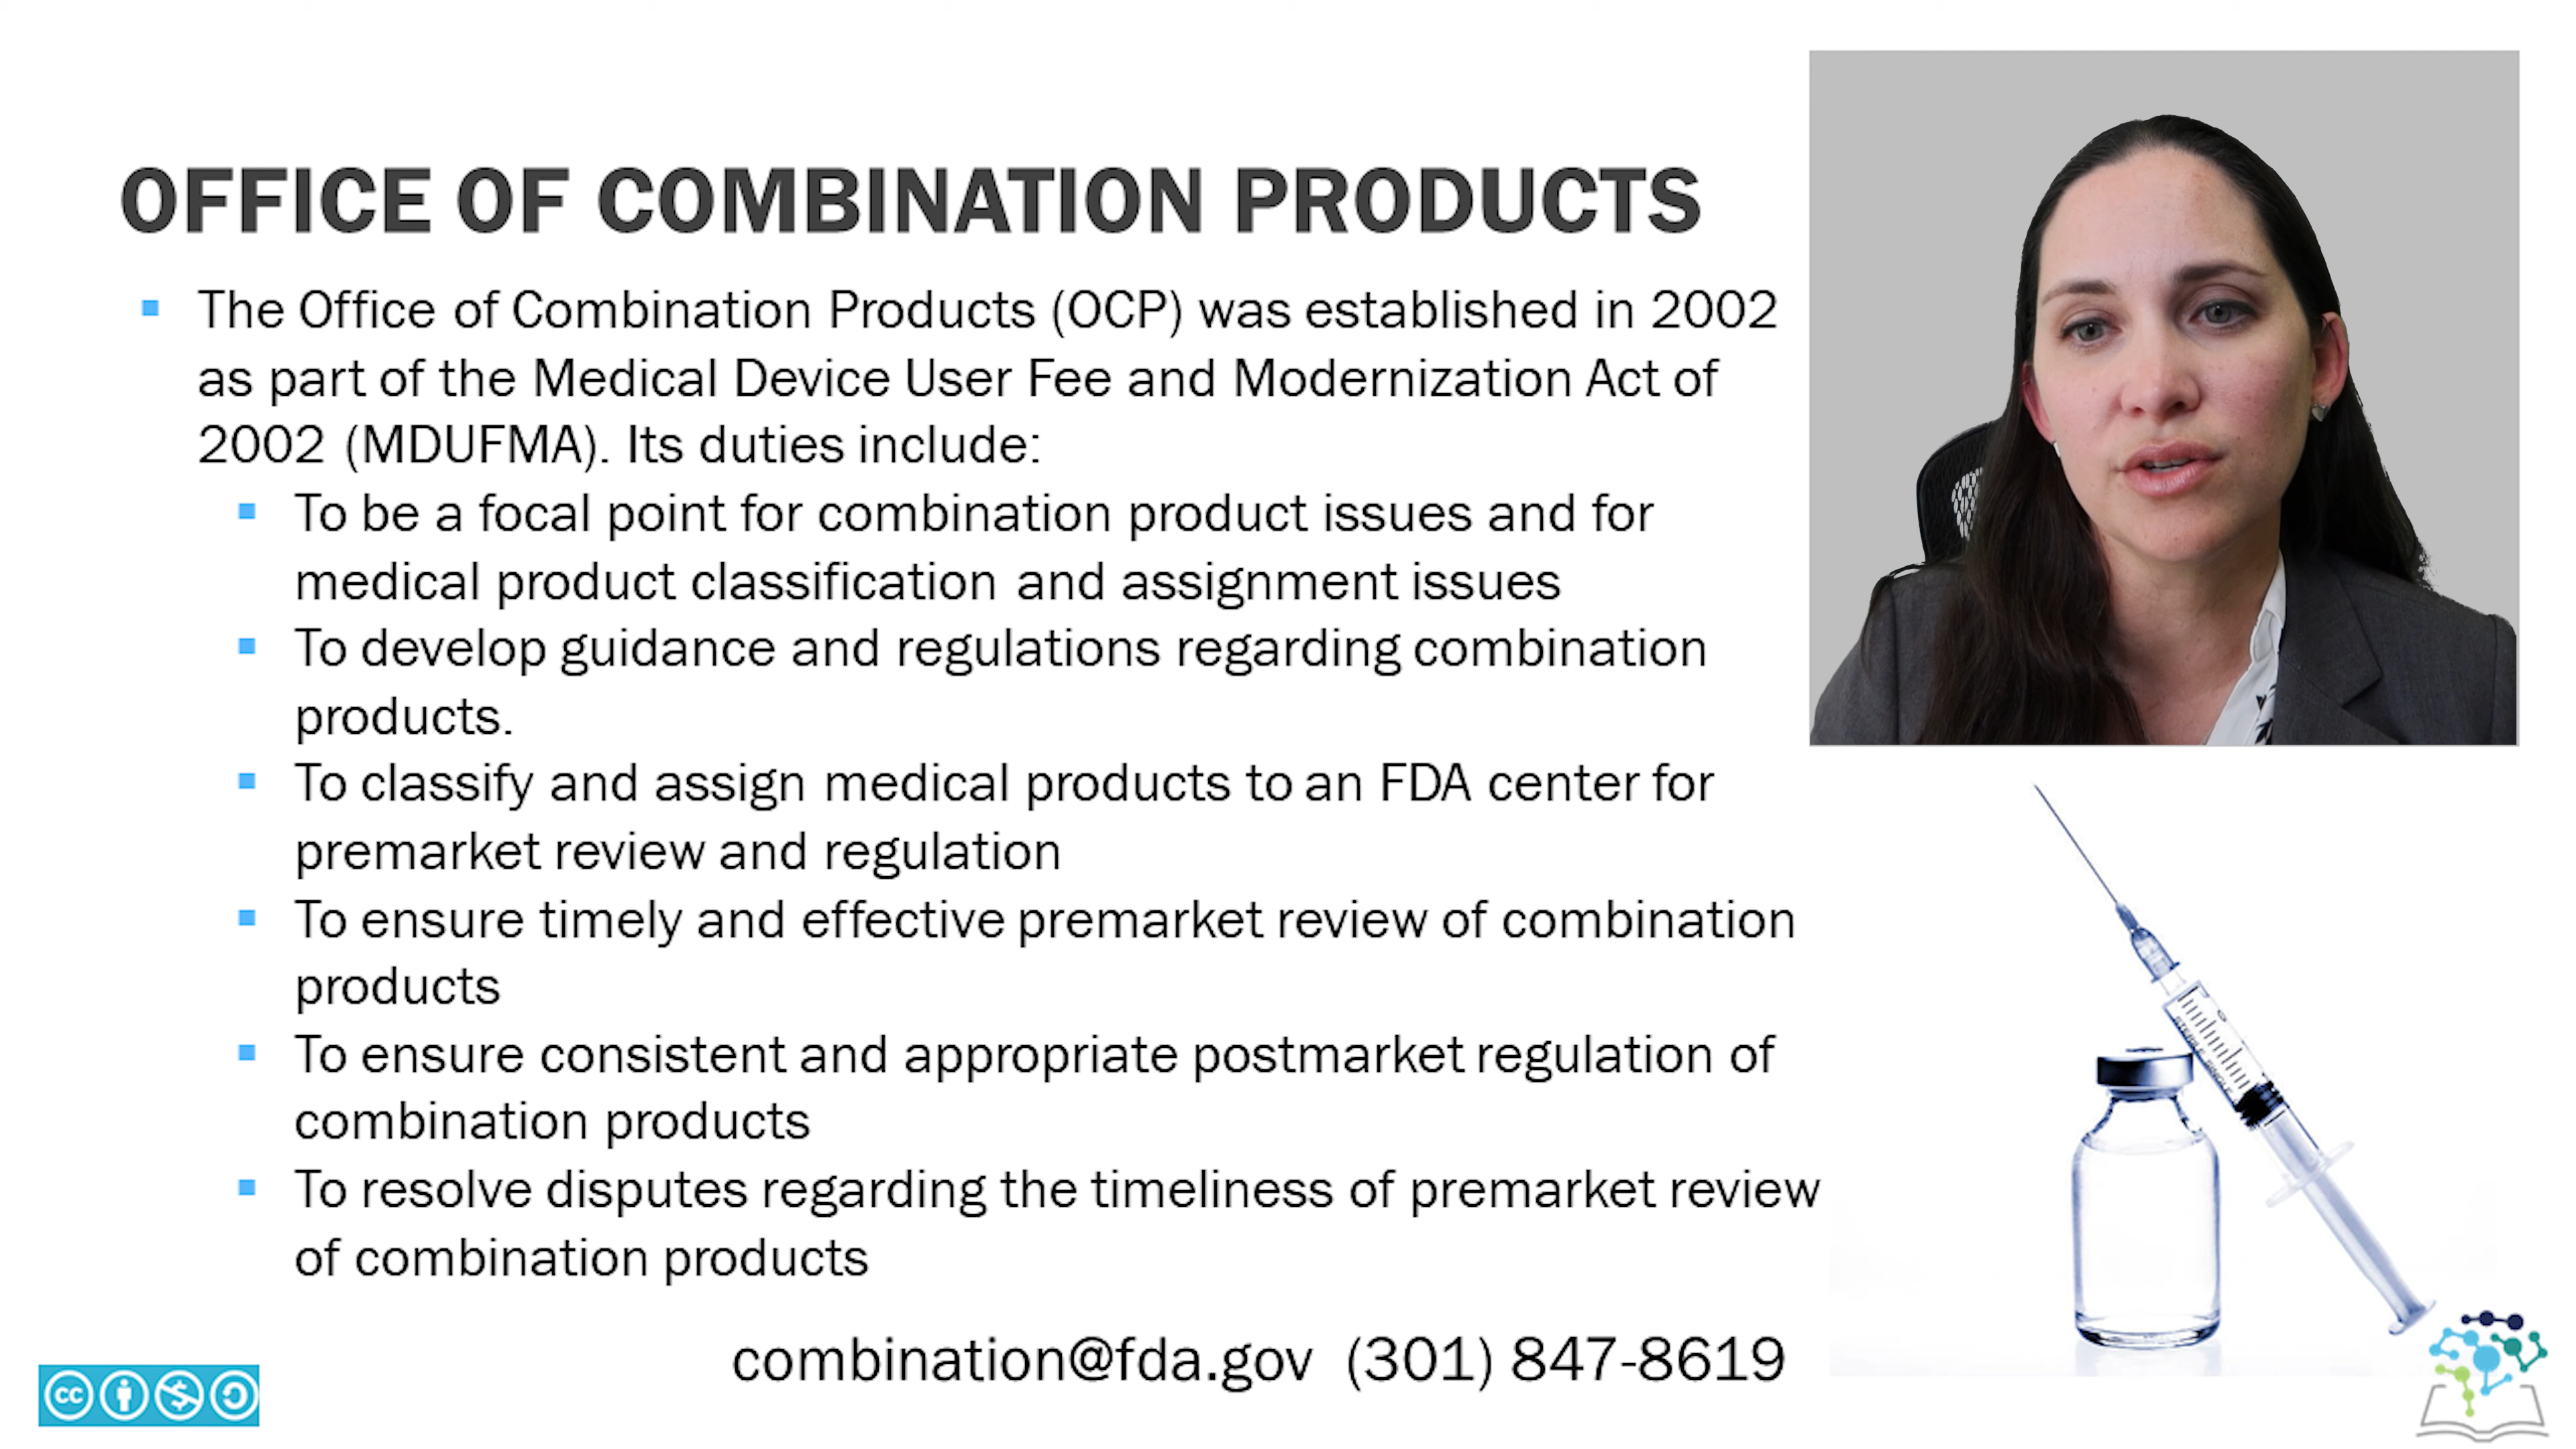 OFFICE OF COMBINATION PRODUCTS
The Office of Combination Products (OCP) was established in 2002
as part of the Medical Device User Fee and Modernization Act of
2002 (MDUFMA). Its duties include:
To be a focal point for combination product issues and for
medical product classification and assignment issues
To develop guidance and regulations regarding combination
products.
To classify and assign medical products to an FDA center for
premarket review and regulation
To ensure timely and effective premarket review of combination
products
To ensure consistent and appropriate postmarket regulation of
combination products
To resolve disputes regarding the timeliness of premarket review
of combination products
combination@fda.gov (301) 847-8619
cc